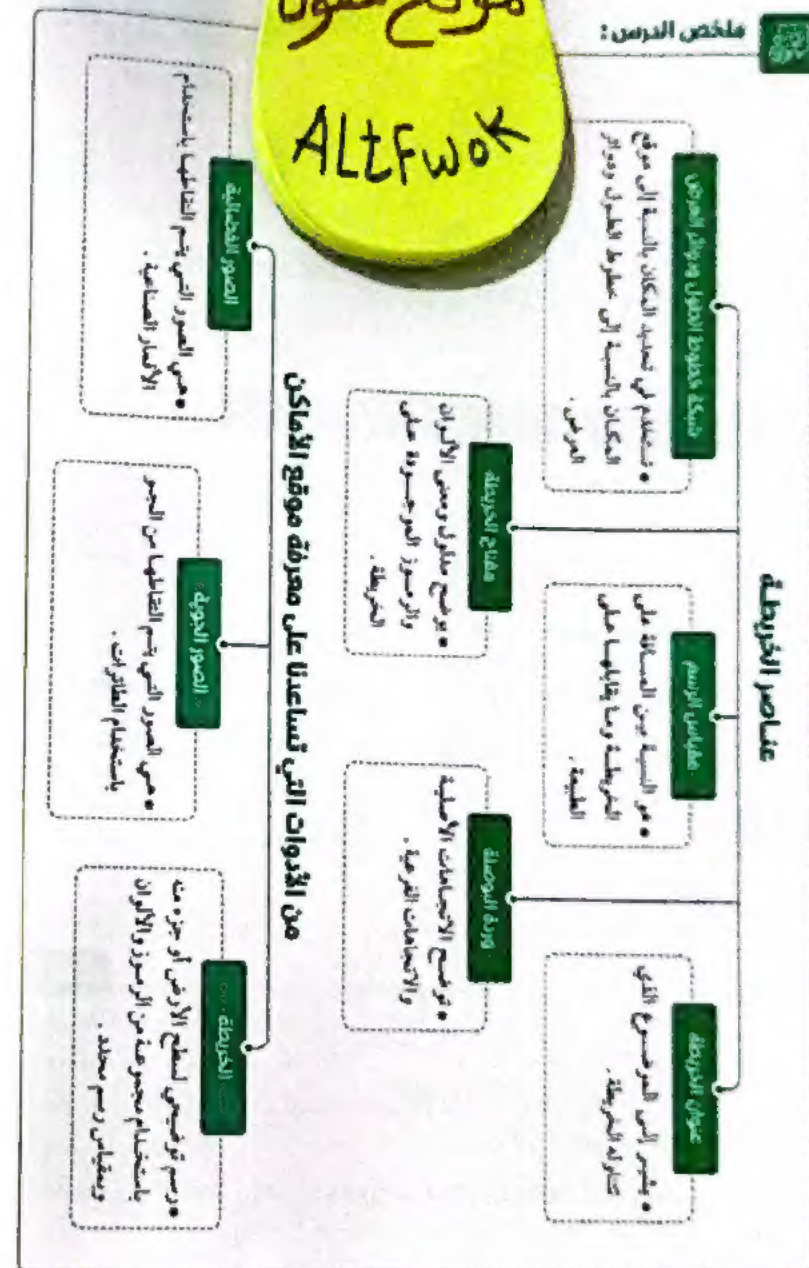 ملخص الدرس :
موقع
ALtFwok
عناصر الخريطة
عنوان الخريطة
• يشير إلى الموضوع الذي
تتناوله الخريطة.
مقياس الرسم
• هو النسبة بين المسافة على
الخريطة وما يقابلها على
الطبيعة.
شبكة خطوط الطول ودوائر العرض
• تستخدم في تحديد المكان بالنسبة إلى موقع
المكان بالنسبة إلى خطوط الطول ودوائر
العرض.
وردة البوصلة
• توضح الاتجاهات الأصلية
والاتجاهات الفرعية.
مفتاح الخريطة
• يوضح مدلول ومعنى الألوان
والرموز الموجودة على
الخريطة.
من الأدوات التي تساعدنا على معرفة موقع الأماكن
الخريطة
• رسم توضيحي لسطح الأرض أو جزء منه
باستخدام مجموعة من الرموز والألوان
وبمقياس رسم محدد.
الصور الجوية
• هي الصور التي يتم التقاطها من الجو
باستخدام الطائرات.
الصور الفضائية
• هي الصور التي يتم التقاطها باستخدام
الأقمار الصناعية.